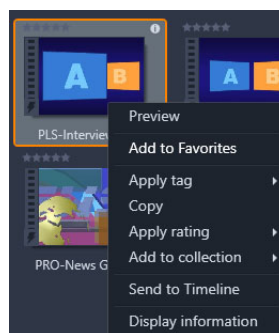 A B
A B
PLS-Interview
Preview
Add to Favorites
Apply tag
Copy
PRO-News G
Apply rating
Add to collection
Send to Timeline
Display information